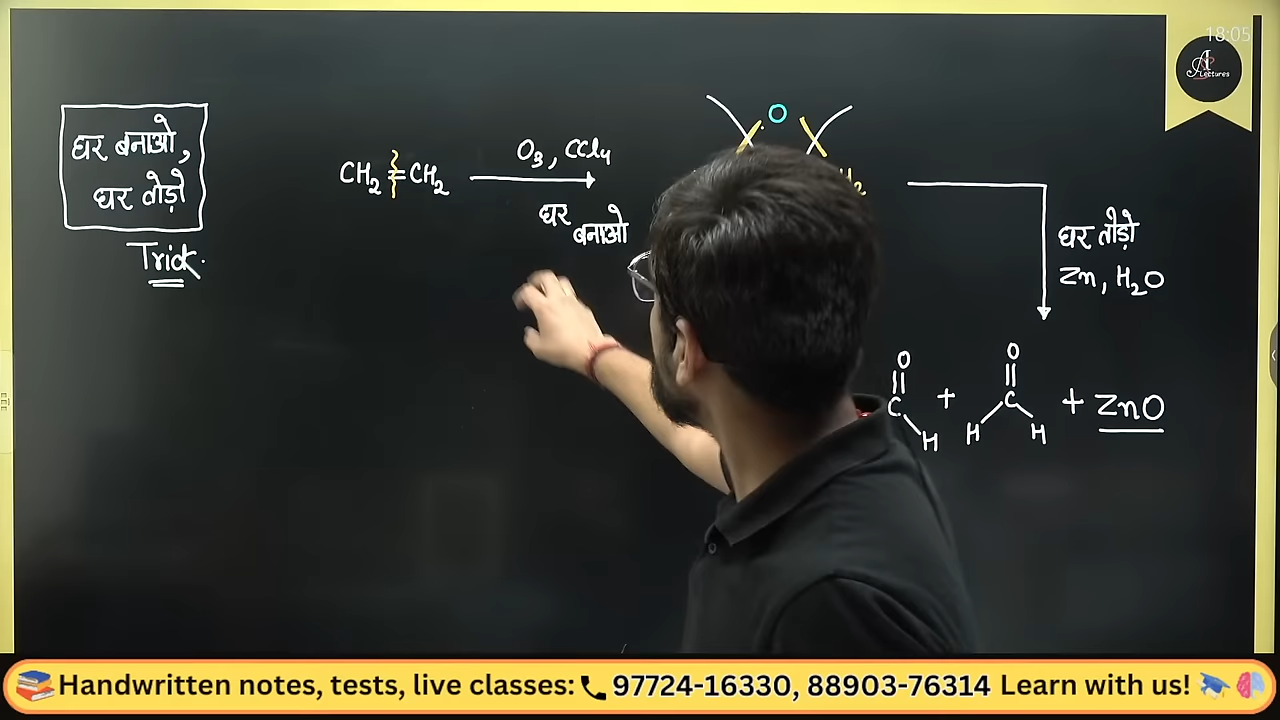 18:05
A Lectures
घर बनाओ,
घर तोड़ो
Trick.
CH₂ = CH₂
O₃, CCl₄
घर
बनाओ
O
घर तोड़ो
Zn, H₂O
O
C
H
+
O
C
H H
+ ZnO
Handwritten notes, tests, live classes: 97724-16330, 88903-76314 Learn with us!